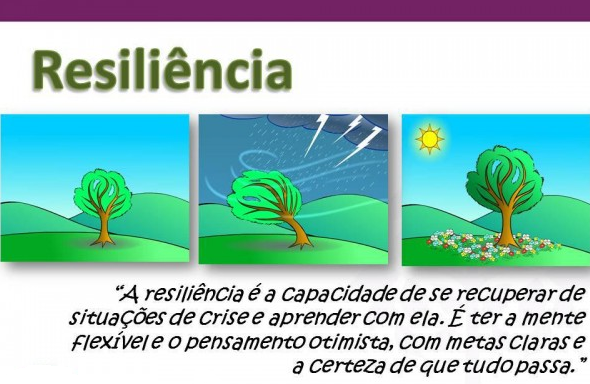 Resiliência
"A resiliência é a capacidade de se recuperar de
situações de crise e aprender com ela. É ter a mente
flexível e o pensamento otimista, com metas claras e
a certeza de que tudo passa."